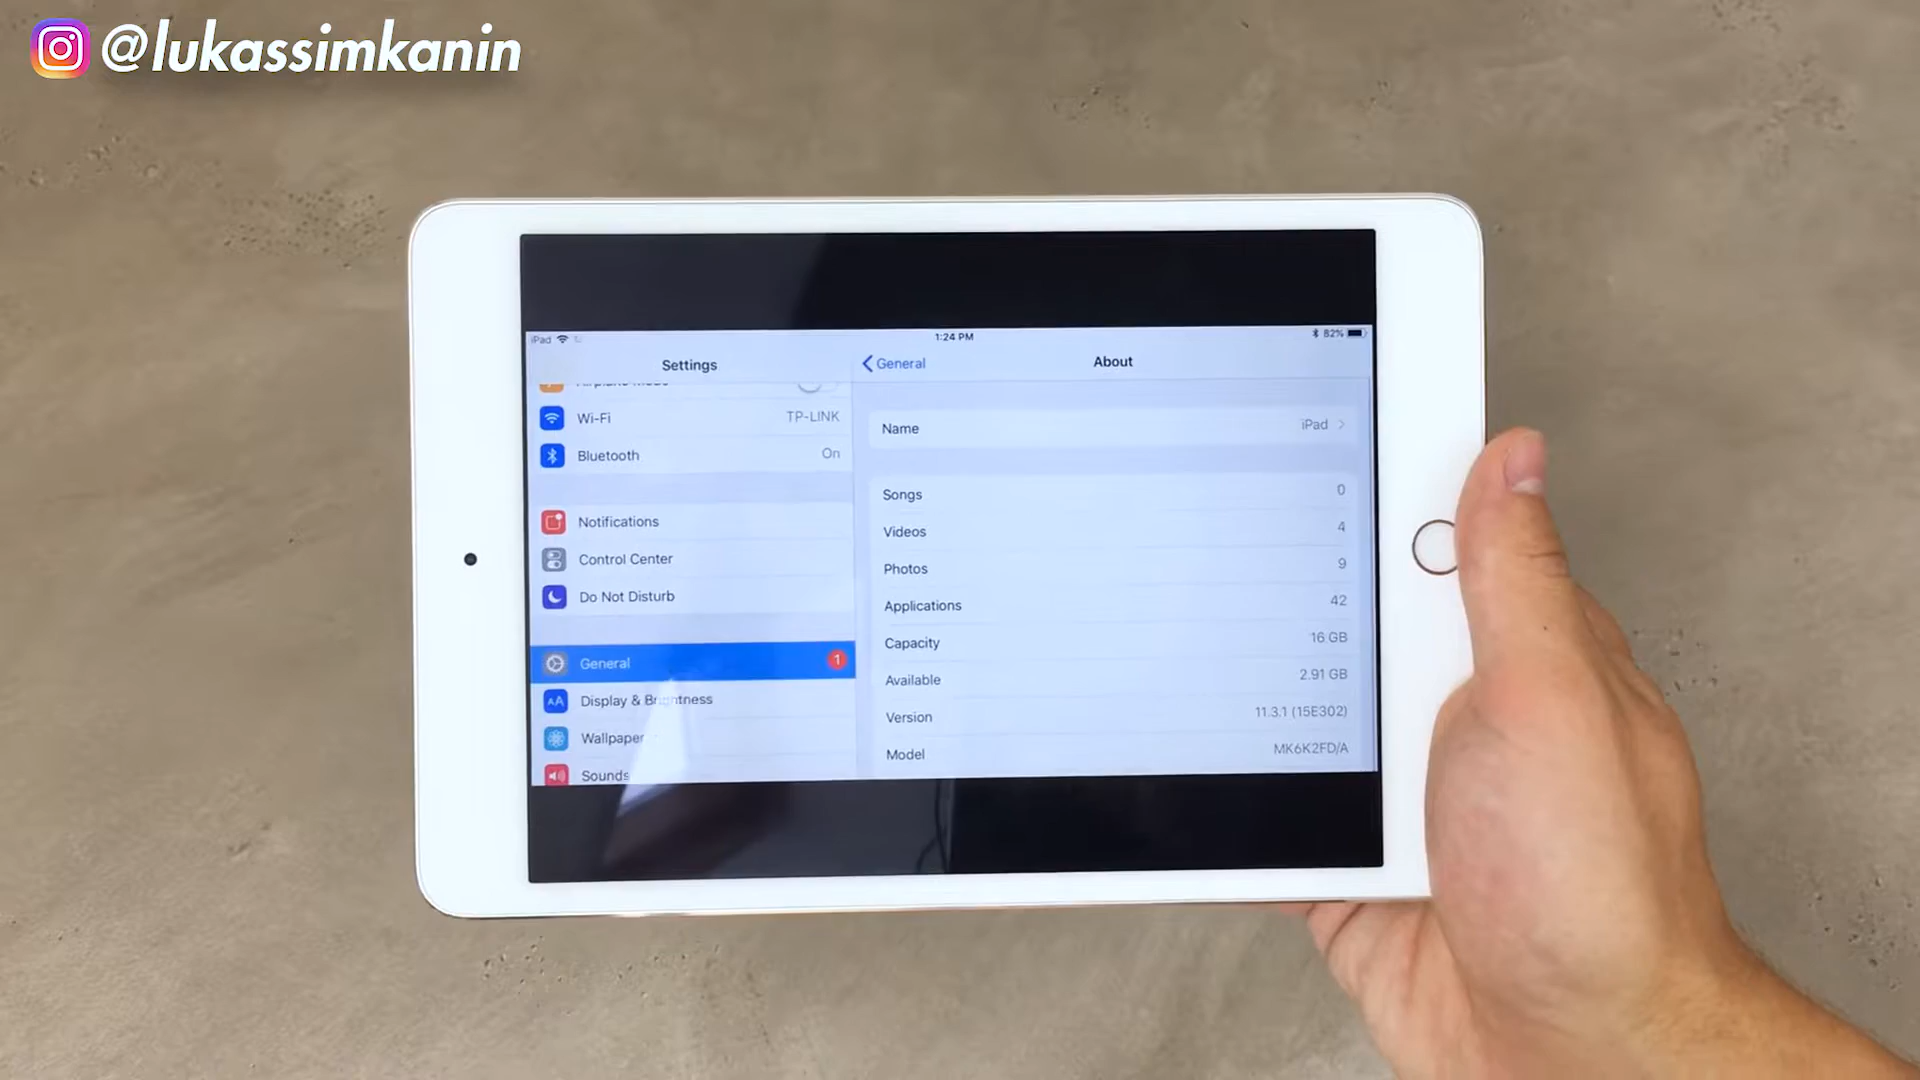 @lukassimkanin
iPad
1:24 PM
82%
Settings
General
About
Airplane Mode
Wi-Fi
TP-LINK
Bluetooth
On
Notifications
Control Center
Do Not Disturb
General
1
Display & Brightness
Wallpaper
Sounds
Name
iPad
Songs
0
Videos
4
Photos
9
Applications
42
Capacity
16 GB
Available
2.91 GB
Version
11.3.1 (15E302)
Model
MK6K2FD/A